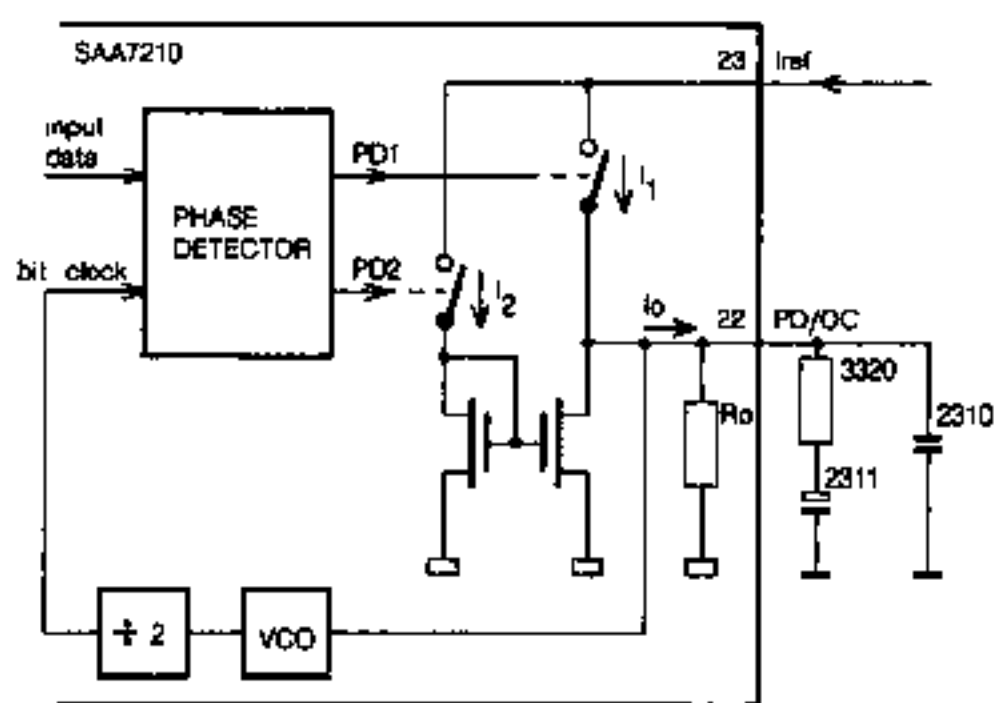 SAA7210
23 Iref
input
data
PD1
I1
PHASE
DETECTOR
bit clock
PD2
I2
Io
22 PD/OC
3320
Ro
2310
2311
÷ 2
VCO